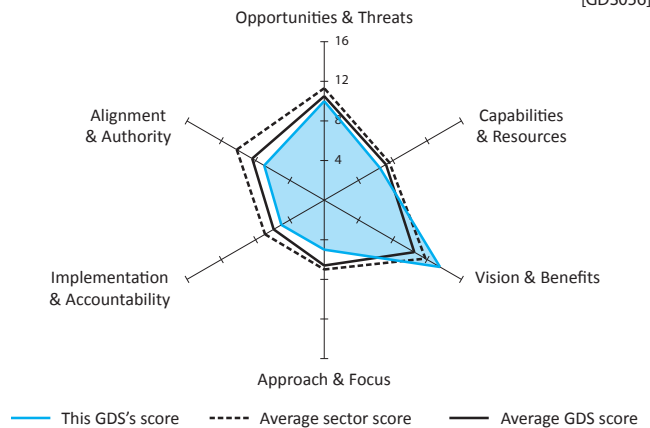 Opportunities & Threats
16
12
8
4
Alignment
& Authority
Capabilities
& Resources
Implementation
& Accountability
Vision & Benefits
Approach & Focus
This GDS's score
Average sector score
Average GDS score